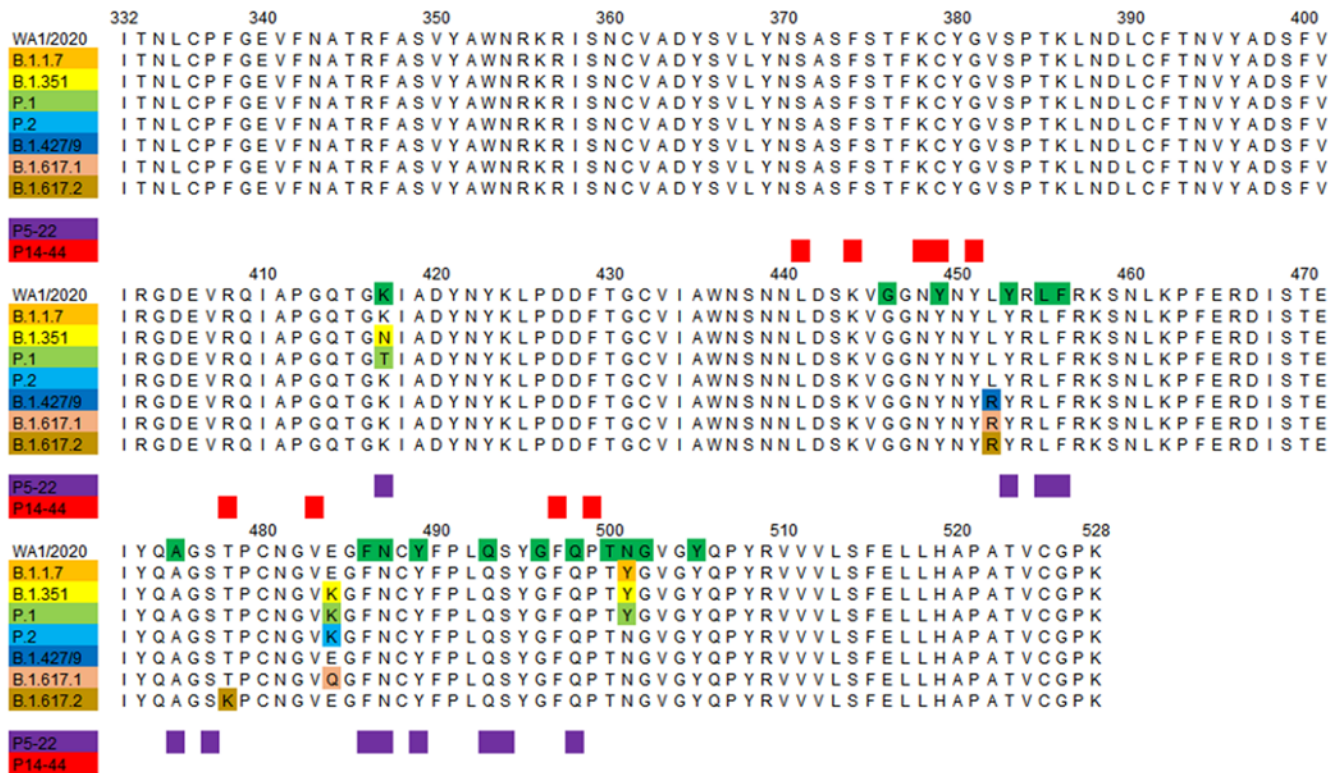 332 340 350 360 370 380 390 400
WA1/2020 I T N L C P F G E V F N A T R F A S V Y A W N R K R I S N C V A D Y S V L Y N S A S F S T F K C Y G V S P T K L N D L C F T N V Y A D S F V
B.1.1.7 I T N L C P F G E V F N A T R F A S V Y A W N R K R I S N C V A D Y S V L Y N S A S F S T F K C Y G V S P T K L N D L C F T N V Y A D S F V
B.1.351 I T N L C P F G E V F N A T R F A S V Y A W N R K R I S N C V A D Y S V L Y N S A S F S T F K C Y G V S P T K L N D L C F T N V Y A D S F V
P.1 I T N L C P F G E V F N A T R F A S V Y A W N R K R I S N C V A D Y S V L Y N S A S F S T F K C Y G V S P T K L N D L C F T N V Y A D S F V
P.2 I T N L C P F G E V F N A T R F A S V Y A W N R K R I S N C V A D Y S V L Y N S A S F S T F K C Y G V S P T K L N D L C F T N V Y A D S F V
B.1.427/9 I T N L C P F G E V F N A T R F A S V Y A W N R K R I S N C V A D Y S V L Y N S A S F S T F K C Y G V S P T K L N D L C F T N V Y A D S F V
B.1.617.1 I T N L C P F G E V F N A T R F A S V Y A W N R K R I S N C V A D Y S V L Y N S A S F S T F K C Y G V S P T K L N D L C F T N V Y A D S F V
B.1.617.2 I T N L C P F G E V F N A T R F A S V Y A W N R K R I S N C V A D Y S V L Y N S A S F S T F K C Y G V S P T K L N D L C F T N V Y A D S F V
P5-22
P14-44
410 420 430 440 450 460 470
WA1/2020 I R G D E V R Q I A P G Q T G K I A D Y N Y K L P D D F T G C V I A W N S N N L D S K V G G N Y N Y L Y R L F R K S N L K P F E R D I S T E
B.1.1.7 I R G D E V R Q I A P G Q T G K I A D Y N Y K L P D D F T G C V I A W N S N N L D S K V G G N Y N Y L Y R L F R K S N L K P F E R D I S T E
B.1.351 I R G D E V R Q I A P G Q T G N I A D Y N Y K L P D D F T G C V I A W N S N N L D S K V G G N Y N Y L Y R L F R K S N L K P F E R D I S T E
P.1 I R G D E V R Q I A P G Q T G T I A D Y N Y K L P D D F T G C V I A W N S N N L D S K V G G N Y N Y L Y R L F R K S N L K P F E R D I S T E
P.2 I R G D E V R Q I A P G Q T G K I A D Y N Y K L P D D F T G C V I A W N S N N L D S K V G G N Y N Y L Y R L F R K S N L K P F E R D I S T E
B.1.427/9 I R G D E V R Q I A P G Q T G K I A D Y N Y K L P D D F T G C V I A W N S N N L D S K V G G N Y N Y R Y R L F R K S N L K P F E R D I S T E
B.1.617.1 I R G D E V R Q I A P G Q T G K I A D Y N Y K L P D D F T G C V I A W N S N N L D S K V G G N Y N Y R Y R L F R K S N L K P F E R D I S T E
B.1.617.2 I R G D E V R Q I A P G Q T G K I A D Y N Y K L P D D F T G C V I A W N S N N L D S K V G G N Y N Y R Y R L F R K S N L K P F E R D I S T E
P5-22
P14-44
480 490 500 510 520 528
WA1/2020 I Y Q A G S T P C N G V E G F N C Y F P L Q S Y G F Q P T N G V G Y Q P Y R V V V L S F E L L H A P A T V C G P K
B.1.1.7 I Y Q A G S T P C N G V E G F N C Y F P L Q S Y G F Q P T Y G V G Y Q P Y R V V V L S F E L L H A P A T V C G P K
B.1.351 I Y Q A G S T P C N G V K G F N C Y F P L Q S Y G F Q P T Y G V G Y Q P Y R V V V L S F E L L H A P A T V C G P K
P.1 I Y Q A G S T P C N G V K G F N C Y F P L Q S Y G F Q P T Y G V G Y Q P Y R V V V L S F E L L H A P A T V C G P K
P.2 I Y Q A G S T P C N G V K G F N C Y F P L Q S Y G F Q P T N G V G Y Q P Y R V V V L S F E L L H A P A T V C G P K
B.1.427/9 I Y Q A G S T P C N G V E G F N C Y F P L Q S Y G F Q P T N G V G Y Q P Y R V V V L S F E L L H A P A T V C G P K
B.1.617.1 I Y Q A G S T P C N G V Q G F N C Y F P L Q S Y G F Q P T N G V G Y Q P Y R V V V L S F E L L H A P A T V C G P K
B.1.617.2 I Y Q A G S K P C N G V E G F N C Y F P L Q S Y G F Q P T N G V G Y Q P Y R V V V L S F E L L H A P A T V C G P K
P5-22
P14-44